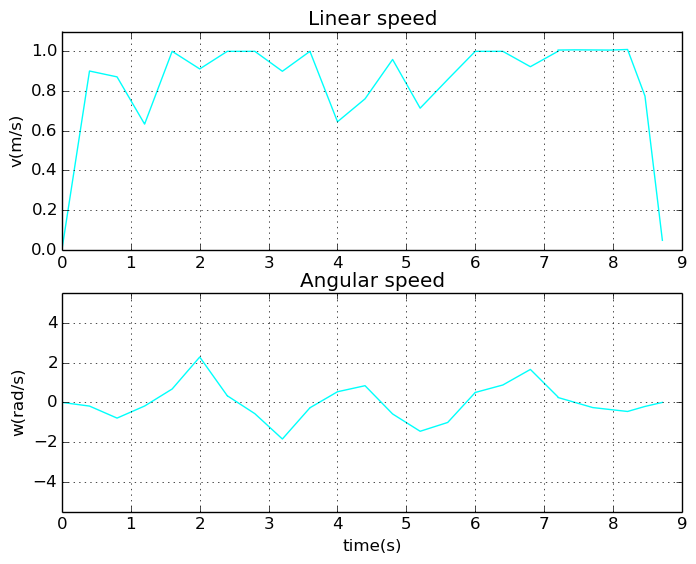 Linear speed
1.0
0.8
0.6
0.4
0.2
0.0
v(m/s)
0 1 2 3 4 5 6 7 8 9
Angular speed
4
2
0
−2
−4
w(rad/s)
0 1 2 3 4 5 6 7 8 9
time(s)